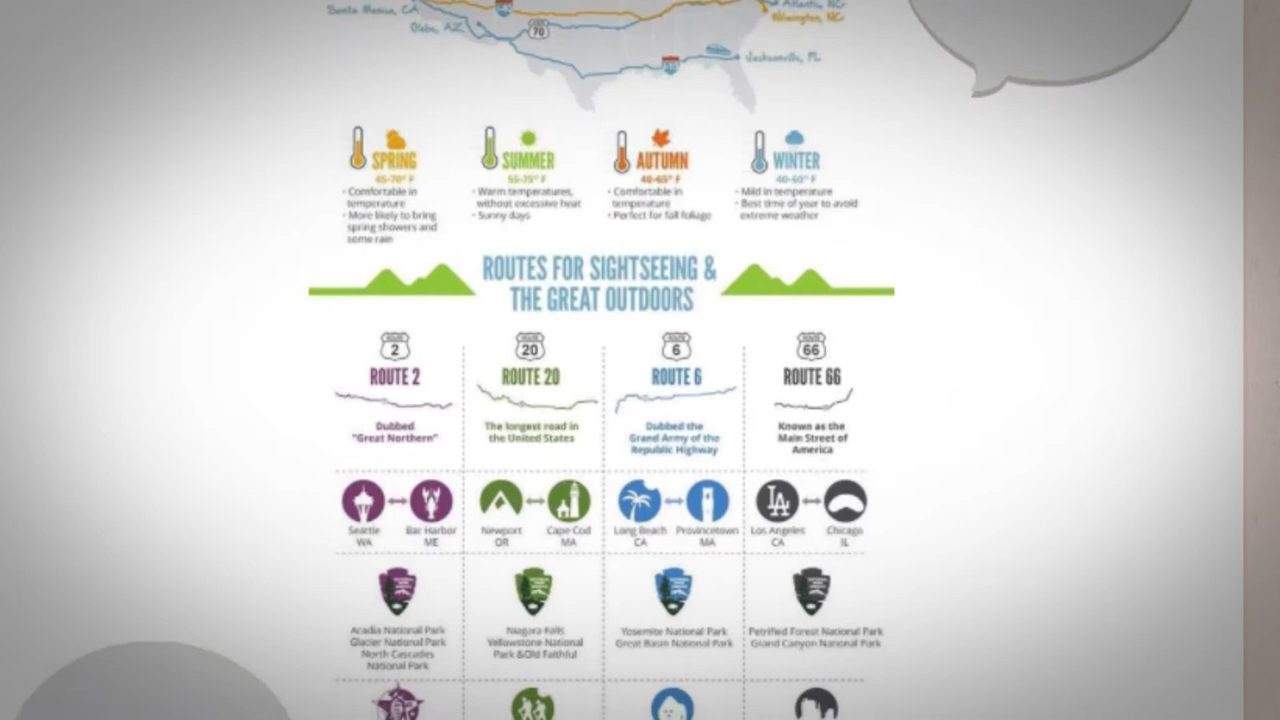 Santa Monica, CA
Atlantic, NC
Wilmington, NC
Globe, AZ
70
Jacksonville, FL
SPRING
45-70° F
· Comfortable in
temperature
· More likely to bring
spring showers and
some rain
SUMMER
55-75° F
· Warm temperatures,
without excessive heat
· Sunny days
AUTUMN
40-65° F
· Comfortable in
temperature
· Perfect for fall foliage
WINTER
40-60° F
· Mild in temperature
· Best time of year to avoid
extreme weather
ROUTES FOR SIGHTSEEING &
THE GREAT OUTDOORS
2
ROUTE 2
Dubbed
"Great Northern"
20
ROUTE 20
The longest road in
the United States
6
ROUTE 6
Dubbed the
Grand Army of the
Republic Highway
66
ROUTE 66
Known as the
Main Street of
America
Seattle
WA
Bar Harbor
ME
Newport
OR
Cape Cod
MA
Long Beach
CA
Provincetown
MA
LA
Los Angeles
CA
Chicago
IL
Acadia National Park
Glacier National Park
North Cascades
National Park
Niagara Falls
Yellowstone National
Park &Old Faithful
Yosemite National Park
Great Basin National Park
Petrified Forest National Park
Grand Canyon National Park